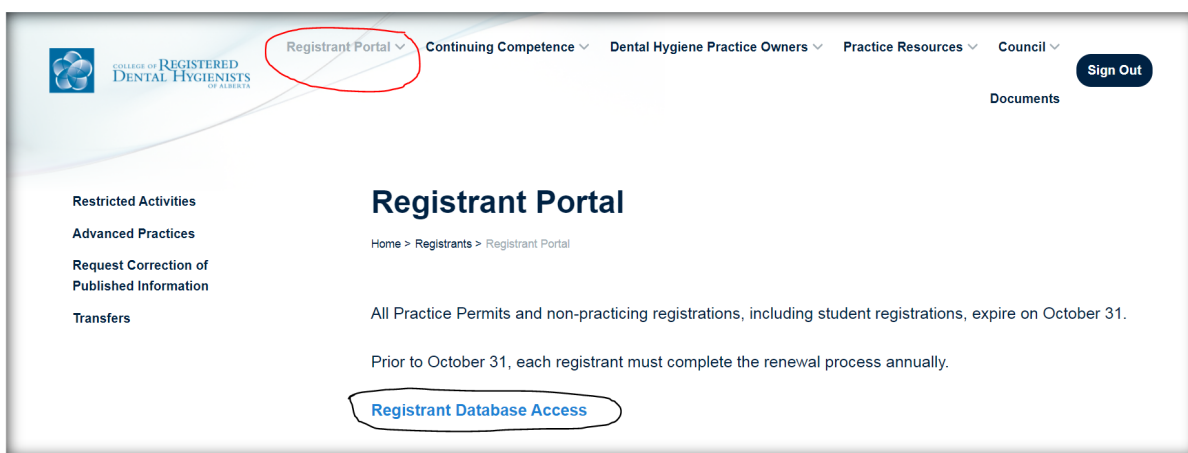 COLLEGE OF REGISTERED
DENTAL HYGIENISTS
OF ALBERTA
Registrant Portal
Continuing Competence
Dental Hygiene Practice Owners
Practice Resources
Council
Documents
Sign Out
Restricted Activities
Advanced Practices
Request Correction of
Published Information
Transfers
Registrant Portal
Home > Registrants > Registrant Portal
All Practice Permits and non-practicing registrations, including student registrations, expire on October 31.
Prior to October 31, each registrant must complete the renewal process annually.
Registrant Database Access